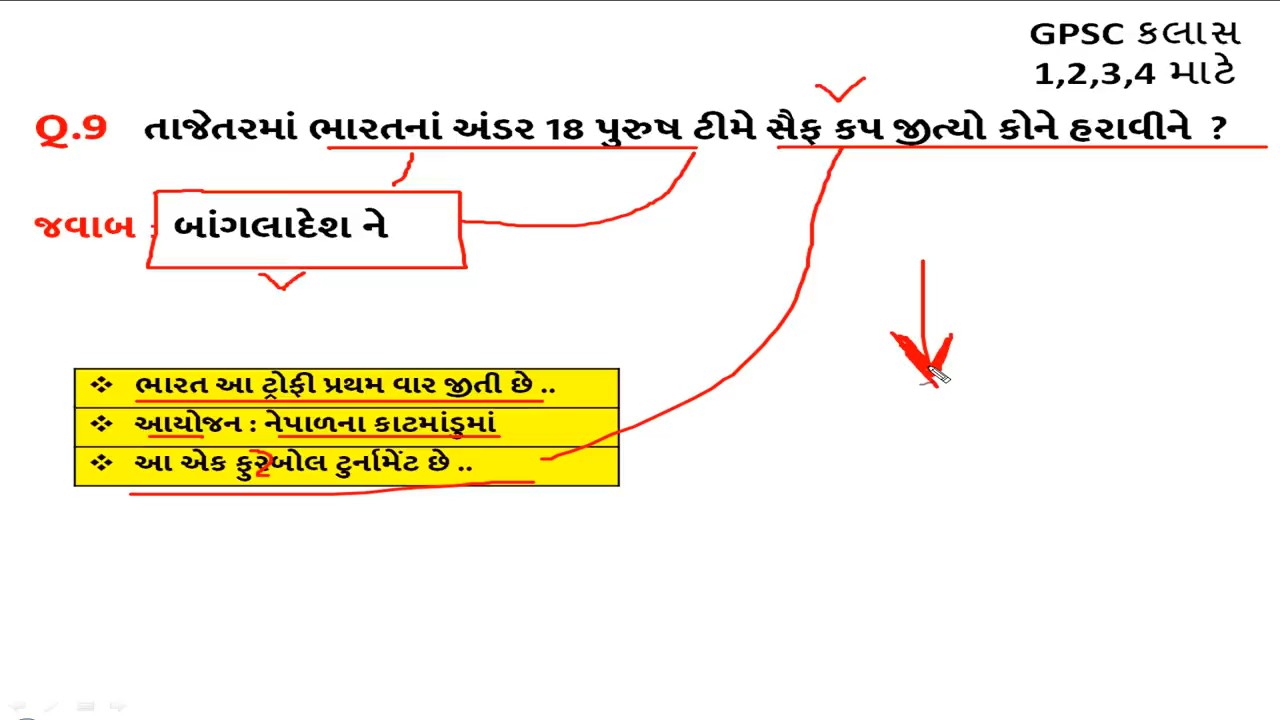 GPSC કલાસ
1,2,3,4 માટે
Q.9 તાજેતરમાં ભારતનાં અંડર 18 પુરુષ ટીમે સૈફ કપ જીત્યો કોને હરાવીને ?
જવાબ : બાંગલાદેશ ને
❖ ભારત આ ટ્રોફી પ્રથમ વાર જીતી છે ..
❖ આયોજન : નેપાળના કાટમાંડુમાં
❖ આ એક ફુટબોલ ટુર્નામેંટ છે ..